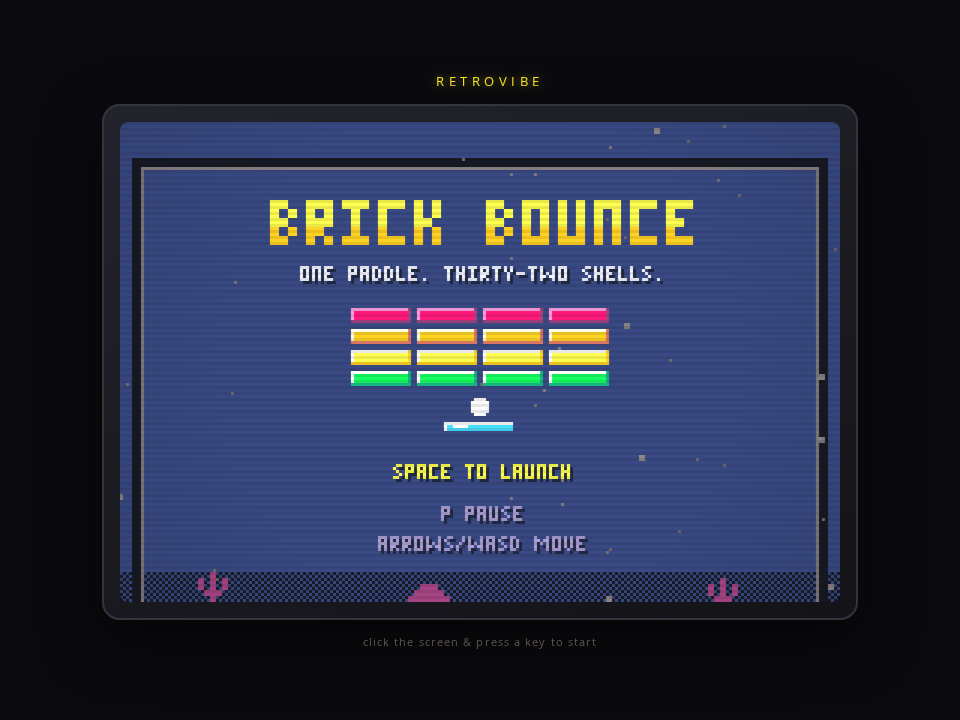 RETROVIBE
BRICK BOUNCE
ONE PADDLE. THIRTY-TWO SHELLS.
SPACE TO LAUNCH
P PAUSE
ARROWS/WASD MOVE
click the screen & press a key to start